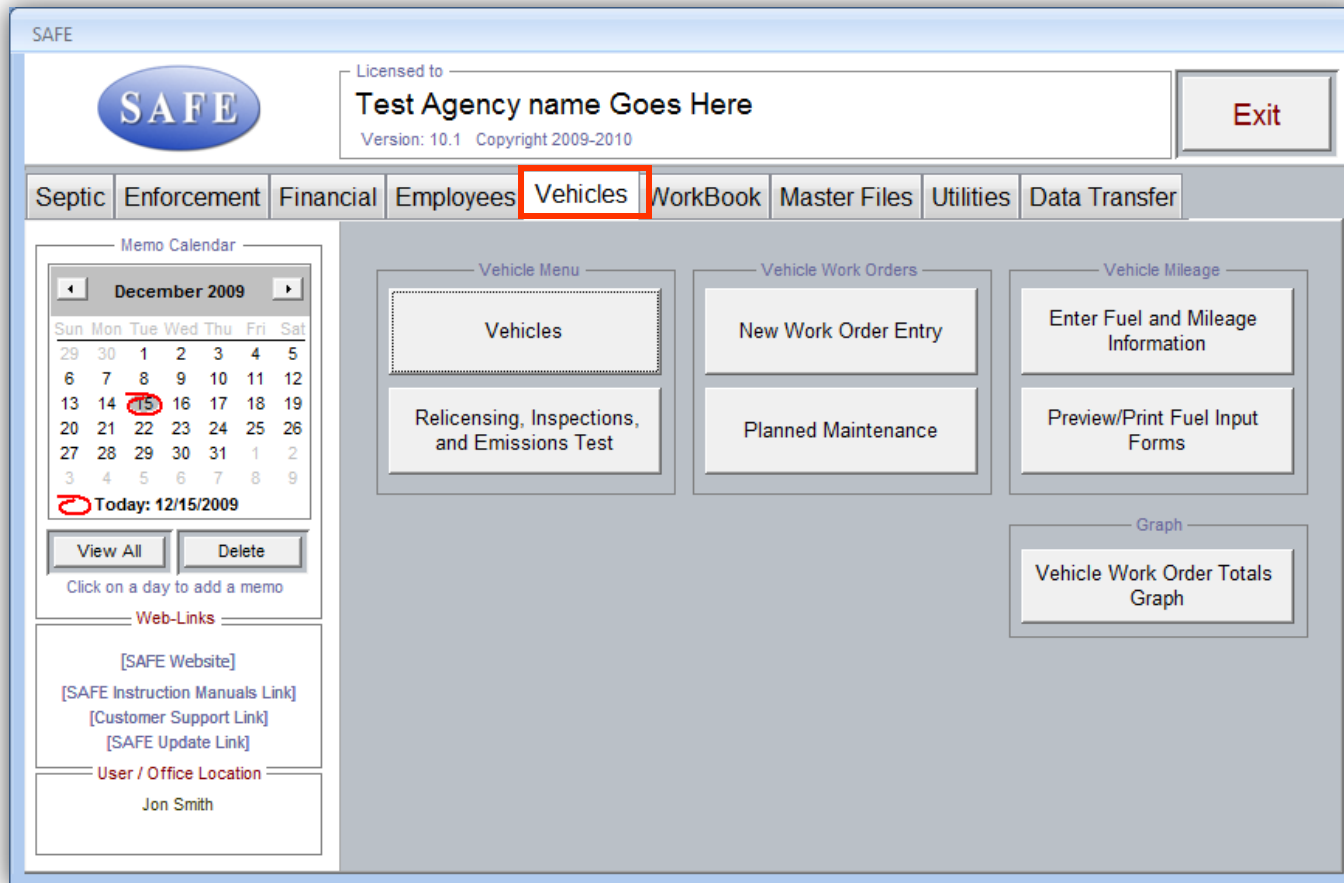 SAFE
SAFE
Licensed to
Test Agency name Goes Here
Version: 10.1 Copyright 2009-2010
Exit
Septic Enforcement Financial Employees Vehicles WorkBook Master Files Utilities Data Transfer
Memo Calendar
December 2009
Sun Mon Tue Wed Thu Fri Sat
29 30 1 2 3 4 5
6 7 8 9 10 11 12
13 14 15 16 17 18 19
20 21 22 23 24 25 26
27 28 29 30 31 1 2
3 4 5 6 7 8 9
Today: 12/15/2009
View All Delete
Click on a day to add a memo
Web-Links
[SAFE Website]
[SAFE Instruction Manuals Link]
[Customer Support Link]
[SAFE Update Link]
User / Office Location
Jon Smith
Vehicle Menu
Vehicles
Relicensing, Inspections,
and Emissions Test
Vehicle Work Orders
New Work Order Entry
Planned Maintenance
Vehicle Mileage
Enter Fuel and Mileage
Information
Preview/Print Fuel Input
Forms
Graph
Vehicle Work Order Totals
Graph